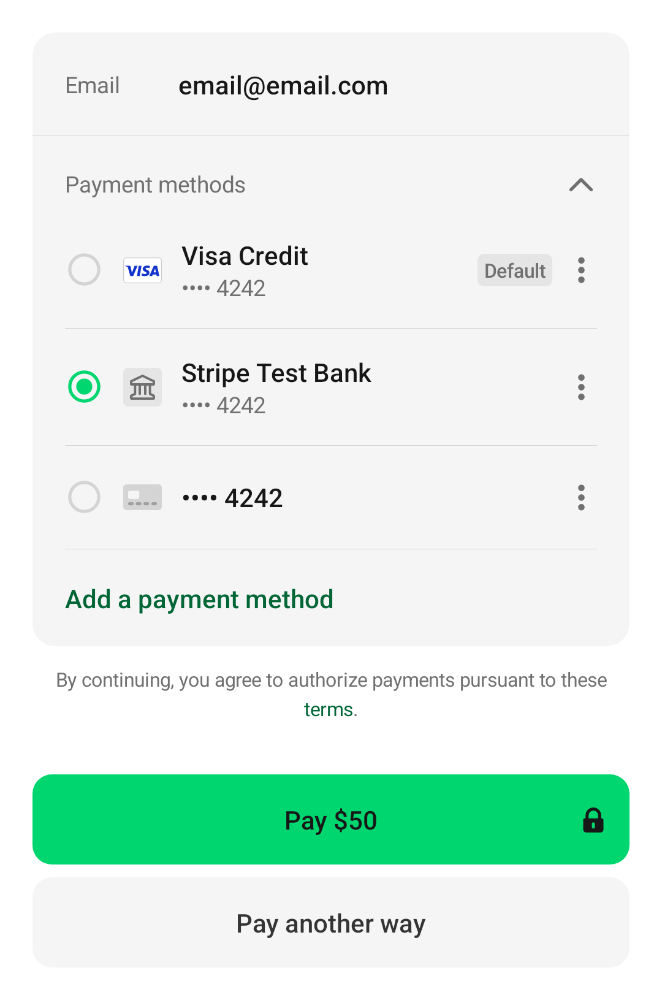 Email email@email.com
Payment methods
VISA Visa Credit Default
•••• 4242
Stripe Test Bank
•••• 4242
•••• 4242
Add a payment method
By continuing, you agree to authorize payments pursuant to these
terms.
Pay $50
Pay another way